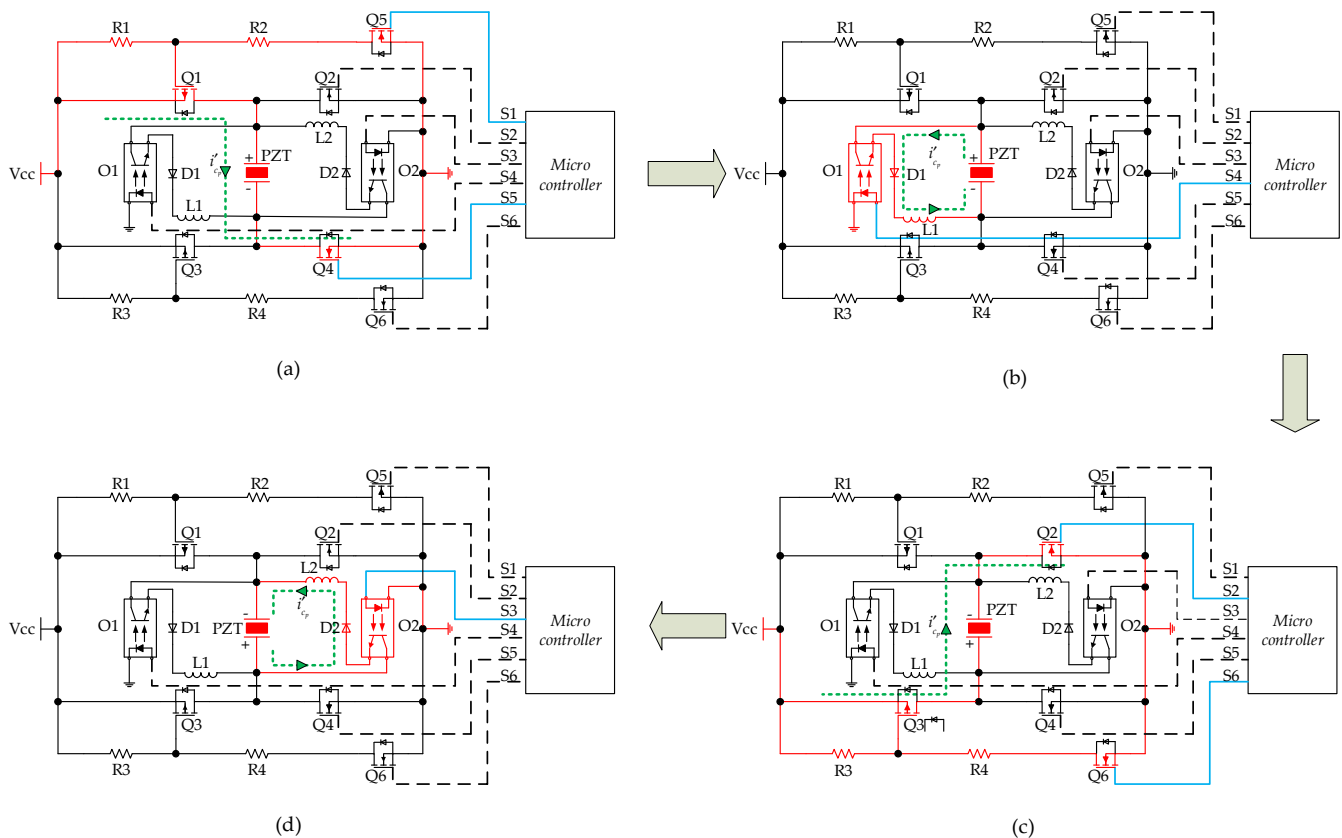 R1 R2 Q5
Q1 Q2
S1
S2
S3
S4
S5
S6
L2
Vcc O1 D1 i'cp + PZT - D2 O2
Micro
controller
L1
Q3 Q4
R3 R4 Q6
(a)
R1 R2 Q5
Q1 Q2
S1
S2
S3
S4
S5
S6
L2
Vcc O1 D1 i'cp + PZT - D2 O2
Micro
controller
L1
Q3 Q4
R3 R4 Q6
(b)
R1 R2 Q5
Q1 Q2
S1
S2
S3
S4
S5
S6
L2
Vcc O1 D1 i'cp - PZT + D2 O2
Micro
controller
L1
Q3 Q4
R3 R4 Q6
(d)
R1 R2 Q5
Q1 Q2
S1
S2
S3
S4
S5
S6
L2
Vcc O1 D1 i'cp - PZT + D2 O2
Micro
controller
L1
Q3 Q4
R3 R4 Q6
(c)